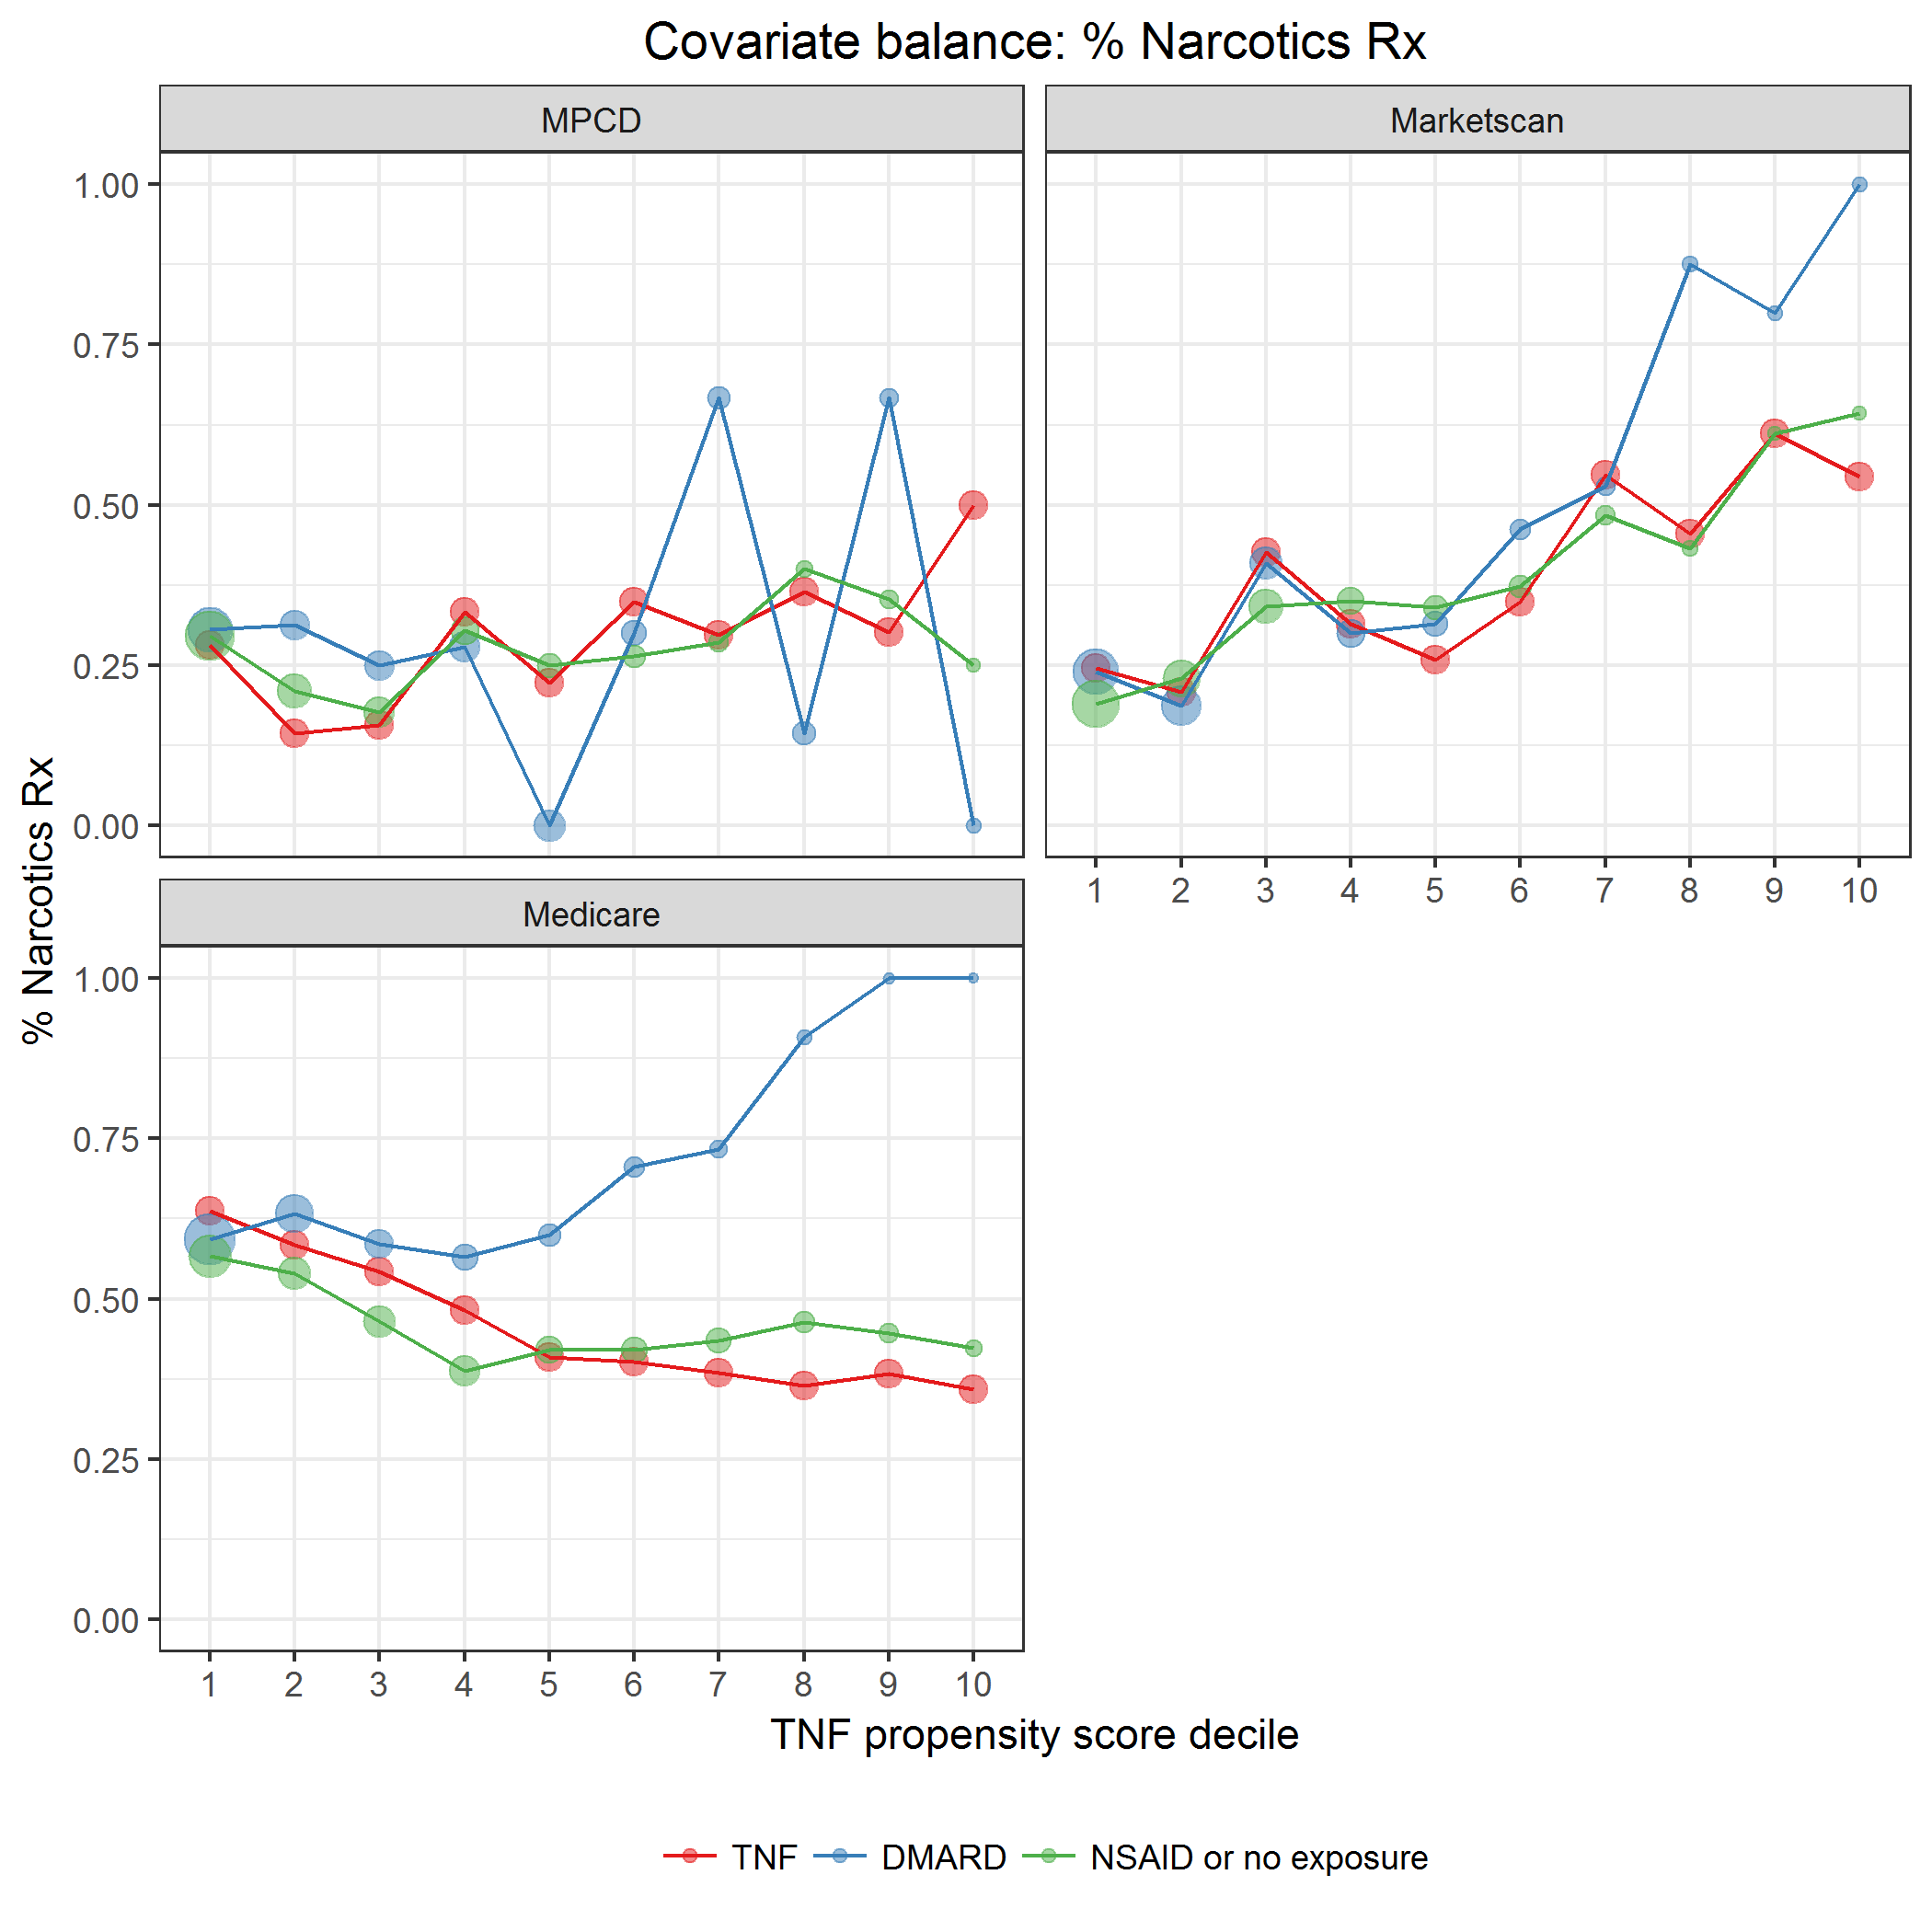 Covariate balance: % Narcotics Rx
MPCD
Marketscan
1.00
0.75
0.50
0.25
0.00
1 2 3 4 5 6 7 8 9 10
% Narcotics Rx
Medicare
1.00
0.75
0.50
0.25
0.00
1 2 3 4 5 6 7 8 9 10
TNF propensity score decile
TNF DMARD NSAID or no exposure